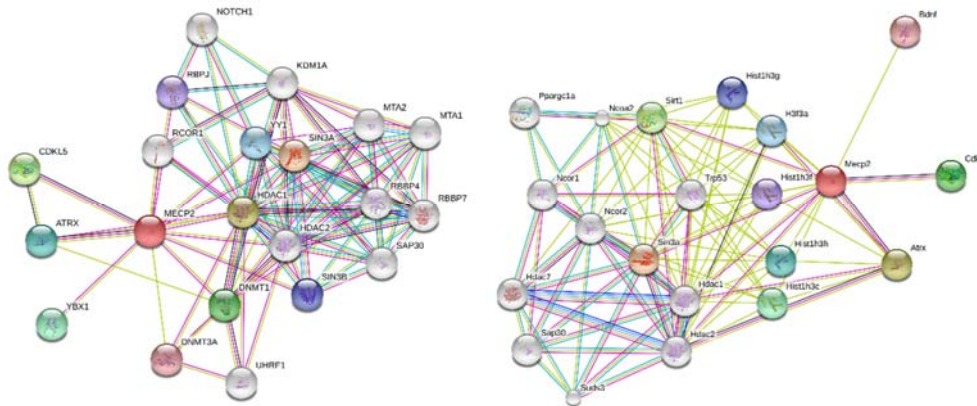 NOTCH1
KDM1A
RBPJ
MTA2
MTA1
RCOR1
YY1
SIN3A
CDKL5
HDAC1
RBBP4
RBBP7
MECP2
ATRX
HDAC2
SAP30
SIN3B
DNMT1
YBX1
DNMT3A
UHRF1
Bdnf
Hist1h3g
Ppargc1a
Ncoa2
Sirt1
H3f3a
Mecp2
Trp53
Hist1h3f
Ncor1
Ncor2
Sin3a
Hist1h3h
Atrx
Hdac7
Hdac1
Hist1h3c
Sap30
Hdac2
Suds3